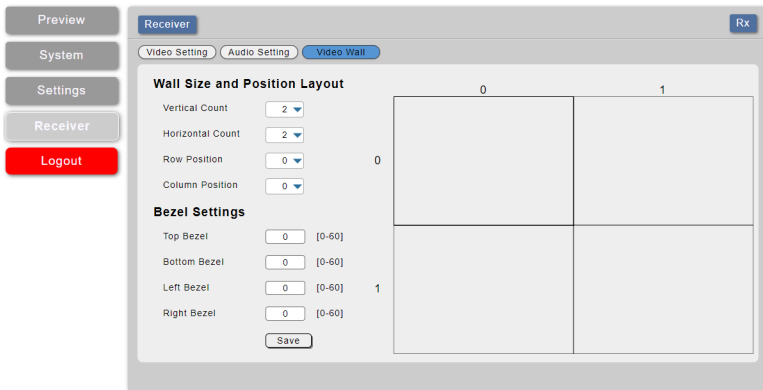 Preview
System
Settings
Receiver
Logout
Receiver
Rx
Video Setting Audio Setting Video Wall
Wall Size and Position Layout
Vertical Count 2
Horizontal Count 2
Row Position 0
Column Position 0
Bezel Settings
Top Bezel 0 [0-60]
Bottom Bezel 0 [0-60]
Left Bezel 0 [0-60]
Right Bezel 0 [0-60]
Save
0 1
0
1